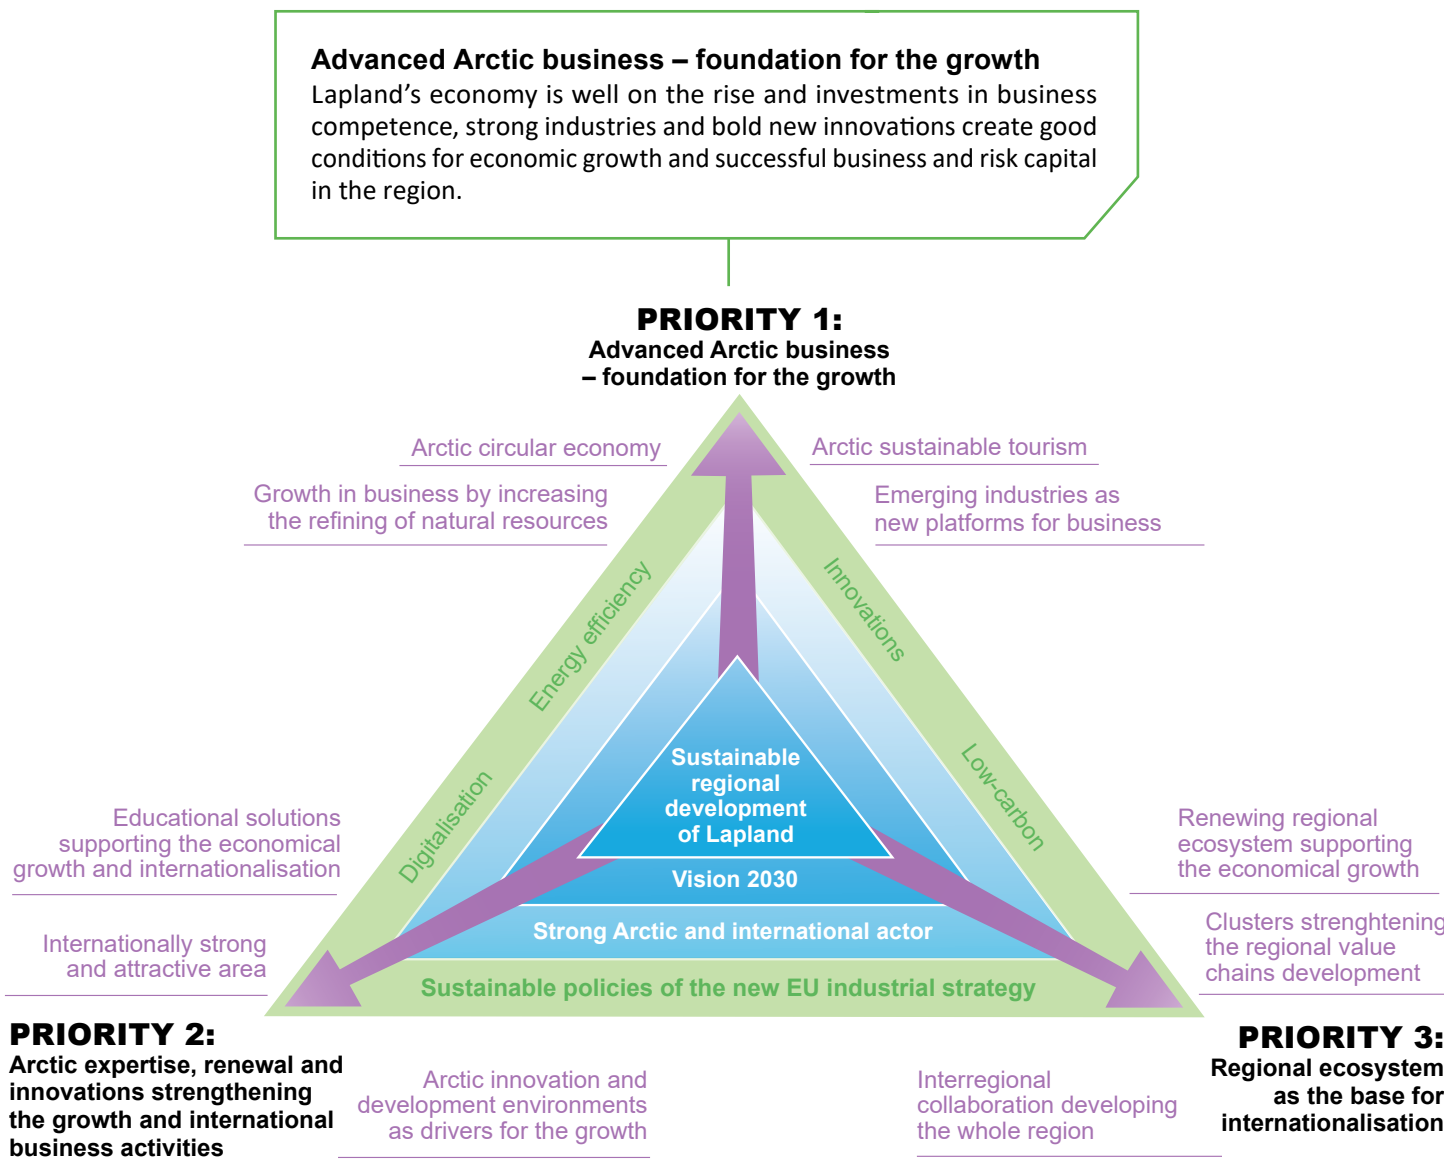 Advanced Arctic business – foundation for the growth
Lapland's economy is well on the rise and investments in business
competence, strong industries and bold new innovations create good
conditions for economic growth and successful business and risk capital
in the region.
PRIORITY 1:
Advanced Arctic business
– foundation for the growth
Arctic circular economy
Growth in business by increasing
the refining of natural resources
Arctic sustainable tourism
Emerging industries as
new platforms for business
Energy efficiency
Innovations
Digitalisation
Low-carbon
Sustainable
regional
development
of Lapland
Vision 2030
Strong Arctic and international actor
Sustainable policies of the new EU industrial strategy
Educational solutions
supporting the economical
growth and internationalisation
Internationally strong
and attractive area
Renewing regional
ecosystem supporting
the economical growth
Clusters strenghtening
the regional value
chains development
PRIORITY 2:
Arctic expertise, renewal and
innovations strengthening
the growth and international
business activities
Arctic innovation and
development environments
as drivers for the growth
Interregional
collaboration developing
the whole region
PRIORITY 3:
Regional ecosystem
as the base for
internationalisation